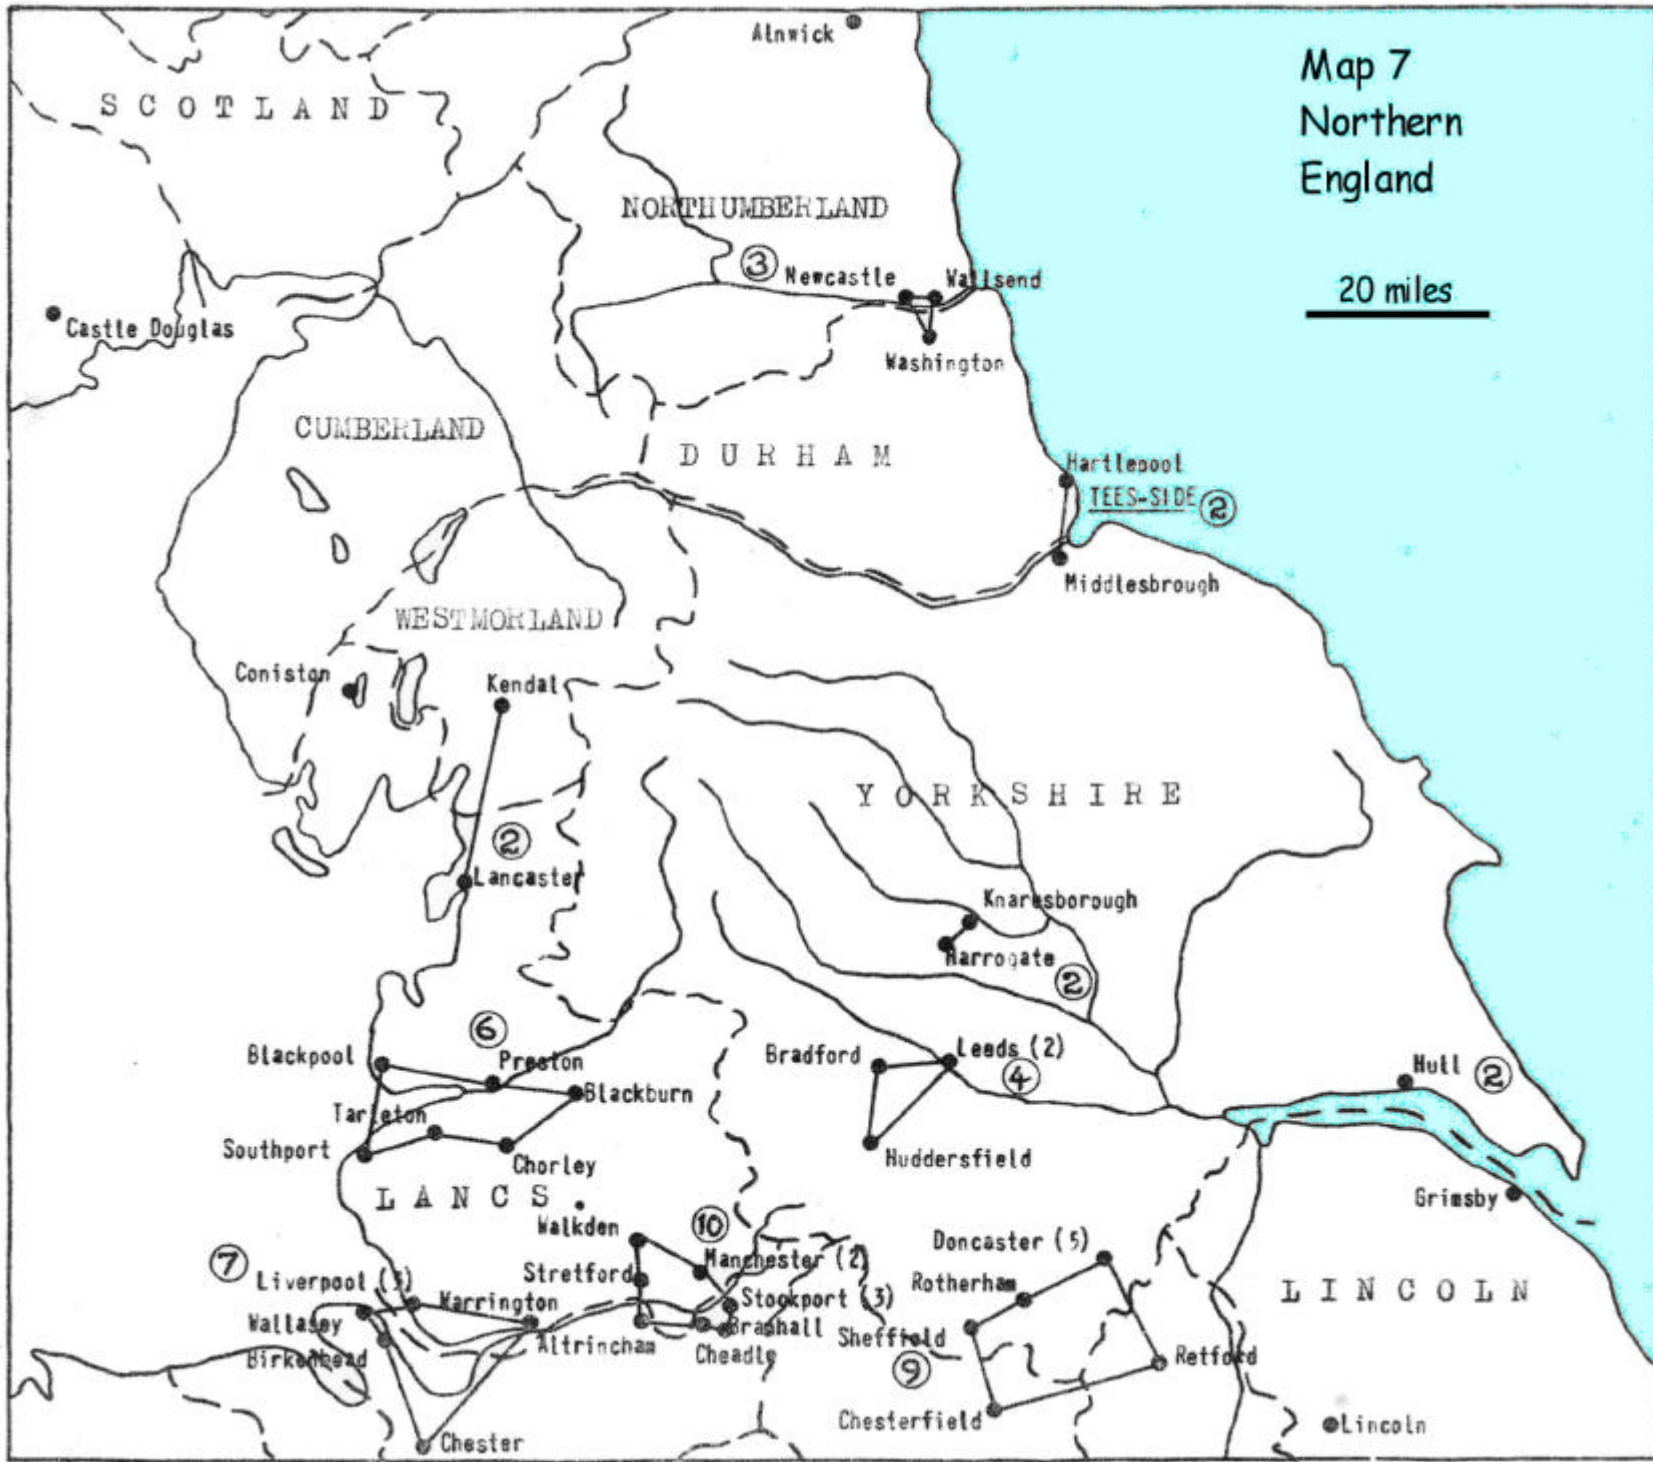 Alnwick
Map 7
Northern
England
SCOTLAND
NORTHUMBERLAND
③ Newcastle
Wallsend
20 miles
Castle Douglas
Washington
CUMBERLAND
DURHAM
Hartlepool
TEES-SIDE ②
Middlesbrough
WESTMORLAND
Coniston
Kendal
YORKSHIRE
②
Lancaster
Knaresborough
Harrogate
②
⑥
Blackpool
Preston
Bradford
Leeds (2)
④
Hull ②
Blackburn
Tarleton
Southport
Chorley
Huddersfield
LANCS.
Grimsby
Walkden
⑩
Doncaster (5)
⑦
Manchester (2)
Liverpool (3)
Stretford
Rotherham
LINCOLN
Warrington
Stockport (3)
Wallasey
Bramhall
Sheffield
Birkenhead
Altrincham
Cheadle
⑨
Retford
Chesterfield
Lincoln
Chester